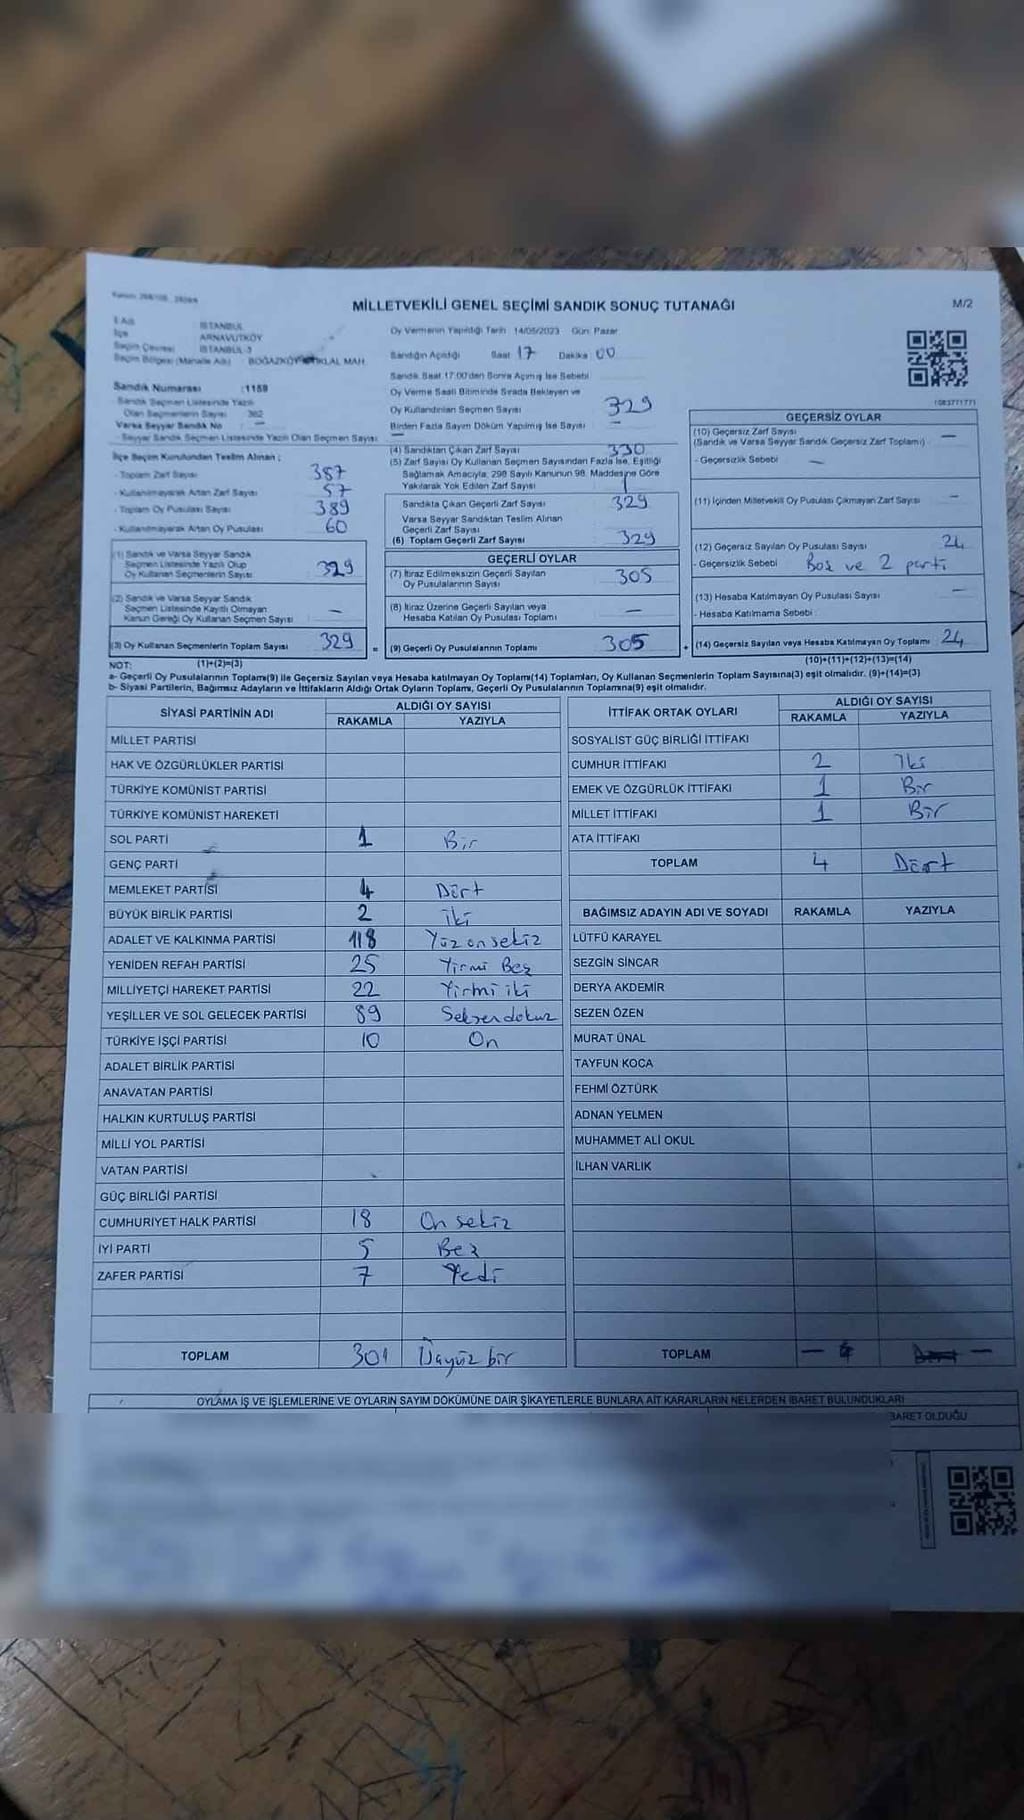 MİLLETVEKİLİ GENEL SEÇİMİ SANDIK SONUÇ TUTANAĞI
M/2
İli Adı İSTANBUL
İlçe ARNAVUTKÖY
Seçim Çevresi İSTANBUL-3
Seçim Bölgesi (Mahalle Adı) : BOĞAZKÖY MAH.
Sandık Numarası :1159
Sandık Seçmen Listesinde Yazılı
Olan Seçmenlerin Sayısı 362
Varsa Seyyar Sandık No —
Seyyar Sandık Seçmen Listesinde Yazılı Olan Seçmen Sayısı
İlçe Seçim Kurulundan Teslim Alınan :
- Toplam Zarf Sayısı 387
- Kullanılmayarak Artan Zarf Sayısı 57
- Toplam Oy Pusulası Sayısı 389
- Kullanılmayarak Artan Oy Pusulası 60
(1) Sandık ve Varsa Seyyar Sandık
Seçmen Listesinde Yazılı Olup
Oy Kullanan Seçmenlerin Sayısı 329
(2) Sandık ve Varsa Seyyar Sandık
Seçmen Listesinde Kayıtlı Olmayan
Kanun Gereği Oy Kullanan Seçmen Sayısı —
(3) Oy Kullanan Seçmenlerin Toplam Sayısı 329
Oy Vermenin Yapıldığı Tarih 14/05/2023 Gün: Pazar
Sandığın Açıldığı Saat 17 Dakika 00
Sandık Saat 17:00'den Sonra Açılmış İse Sebebi
Oy Verme Saati Bitiminde Sırada Bekleyen ve
Oy Kullandırılan Seçmen Sayısı 329
Birden Fazla Sayım Döküm Yapılmış İse Sayısı —
(4) Sandıktan Çıkan Zarf Sayısı 330
(5) Zarf Sayısı Oy Kullanan Seçmen Sayısından Fazla İse, Eşitliği
Sağlamak Amacıyla, 298 Sayılı Kanunun 98. Maddesine Göre
Yakılarak Yok Edilen Zarf Sayısı 1
Sandıkta Çıkan Geçerli Zarf Sayısı 329
Varsa Seyyar Sandıktan Teslim Alınan
Geçerli Zarf Sayısı
(6) Toplam Geçerli Zarf Sayısı 329
GEÇERLİ OYLAR
(7) İtiraz Edilmeksizin Geçerli Sayılan
Oy Pusulalarının Sayısı 305
(8) İtiraz Üzerine Geçerli Sayılan veya
Hesaba Katılan Oy Pusulası Toplamı —
= (9) Geçerli Oy Pusulalarının Toplamı 305
1083771771
GEÇERSİZ OYLAR
(10) Geçersiz Zarf Sayısı —
(Sandık ve Varsa Seyyar Sandık Geçersiz Zarf Toplamı)
- Geçersizlik Sebebi —
(11) İçinden Milletvekili Oy Pusulası Çıkmayan Zarf Sayısı —
(12) Geçersiz Sayılan Oy Pusulası Sayısı 24
- Geçersizlik Sebebi Boş ve 2 parti
(13) Hesaba Katılmayan Oy Pusulası Sayısı —
- Hesaba Katılmama Sebebi :
+ (14) Geçersiz Sayılan veya Hesaba Katılmayan Oy Toplamı 24
NOT: (1)+(2)=(3) (10)+(11)+(12)+(13)=(14)
a- Geçerli Oy Pusulalarının Toplamı(9) ile Geçersiz Sayılan veya Hesaba katılmayan Oy Toplamı(14) Toplamları, Oy Kullanan Seçmenlerin Toplam Sayısına(3) eşit olmalıdır. (9)+(14)=(3)
b- Siyasi Partilerin, Bağımsız Adayların ve İttifakların Aldığı Ortak Oyların Toplamı, Geçerli Oy Pusulalarının Toplamına(9) eşit olmalıdır.
SİYASİ PARTİNİN ADI ALDIĞI OY SAYISI
RAKAMLA YAZIYLA
MİLLET PARTİSİ
HAK VE ÖZGÜRLÜKLER PARTİSİ
TÜRKİYE KOMÜNİST PARTİSİ
TÜRKİYE KOMÜNİST HAREKETİ
SOL PARTİ 1 Bir
GENÇ PARTİ
MEMLEKET PARTİSİ 4 Dört
BÜYÜK BİRLİK PARTİSİ 2 iki
ADALET VE KALKINMA PARTİSİ 118 Yüz onsekiz
YENİDEN REFAH PARTİSİ 25 Yirmi Beş
MİLLİYETÇİ HAREKET PARTİSİ 22 Yirmi iki
YEŞİLLER VE SOL GELECEK PARTİSİ 89 Seksendokuz
TÜRKİYE İŞÇİ PARTİSİ 10 On
ADALET BİRLİK PARTİSİ
ANAVATAN PARTİSİ
HALKIN KURTULUŞ PARTİSİ
MİLLİ YOL PARTİSİ
VATAN PARTİSİ
GÜÇ BİRLİĞİ PARTİSİ
CUMHURİYET HALK PARTİSİ 18 On sekiz
İYİ PARTİ 5 Beş
ZAFER PARTİSİ 7 Yedi
TOPLAM 301 Üçyüz bir
İTTİFAK ORTAK OYLARI ALDIĞI OY SAYISI
RAKAMLA YAZIYLA
SOSYALİST GÜÇ BİRLİĞİ İTTİFAKI
CUMHUR İTTİFAKI 2 İki
EMEK VE ÖZGÜRLÜK İTTİFAKI 1 Bir
MİLLET İTTİFAKI 1 Bir
ATA İTTİFAKI
TOPLAM 4 Dört
BAĞIMSIZ ADAYIN ADI VE SOYADI RAKAMLA YAZIYLA
LÜTFÜ KARAYEL
SEZGİN SİNCAR
DERYA AKDEMİR
SEZEN ÖZEN
MURAT ÜNAL
TAYFUN KOCA
FEHMİ ÖZTÜRK
ADNAN YELMEN
MUHAMMET ALİ OKUL
İLHAN VARLIK
TOPLAM — —
OYLAMA İŞ VE İŞLEMLERİNE VE OYLARIN SAYIM DÖKÜMÜNE DAİR ŞİKAYETLERLE BUNLARA AİT KARARLARIN NELERDEN İBARET BULUNDUKLARI
BARET OLDUĞU